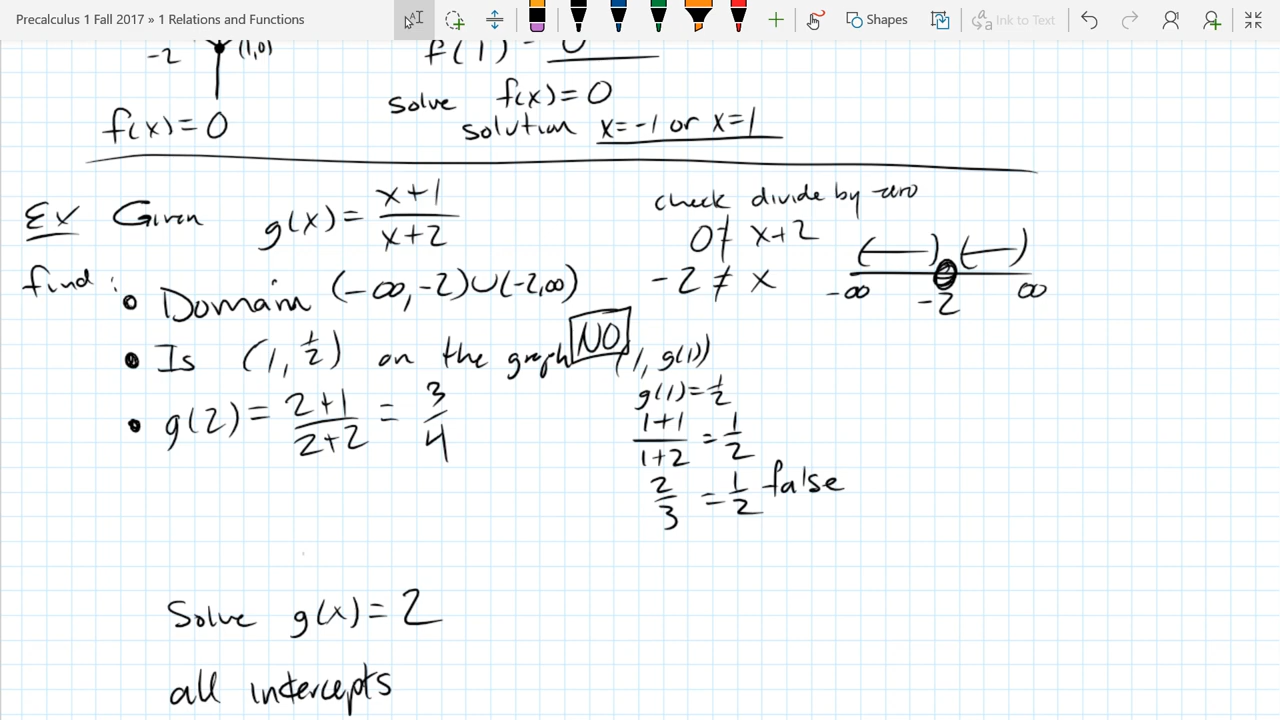 Precalculus 1 Fall 2017 » 1 Relations and Functions
Shapes
Ink to Text
-2 (1,0)
f(1) = 0
f(x)=0
Solve f(x)=0
solution x=-1 or x=1
Ex Given g(x)= x+1/x+2
find:
• Domain (-∞,-2)∪(-2,∞)
• Is (1, 1/2) on the graph NO (1, g(1))
• g(2) = 2+1/2+2 = 3/4
check divide by zero
0≠ x+2
-2 ≠ x
(—) (—)
-∞ -2 ∞
g(1)=1/2
1+1/1+2 = 1/2
2/3 = 1/2 false
Solve g(x)=2
all intercepts